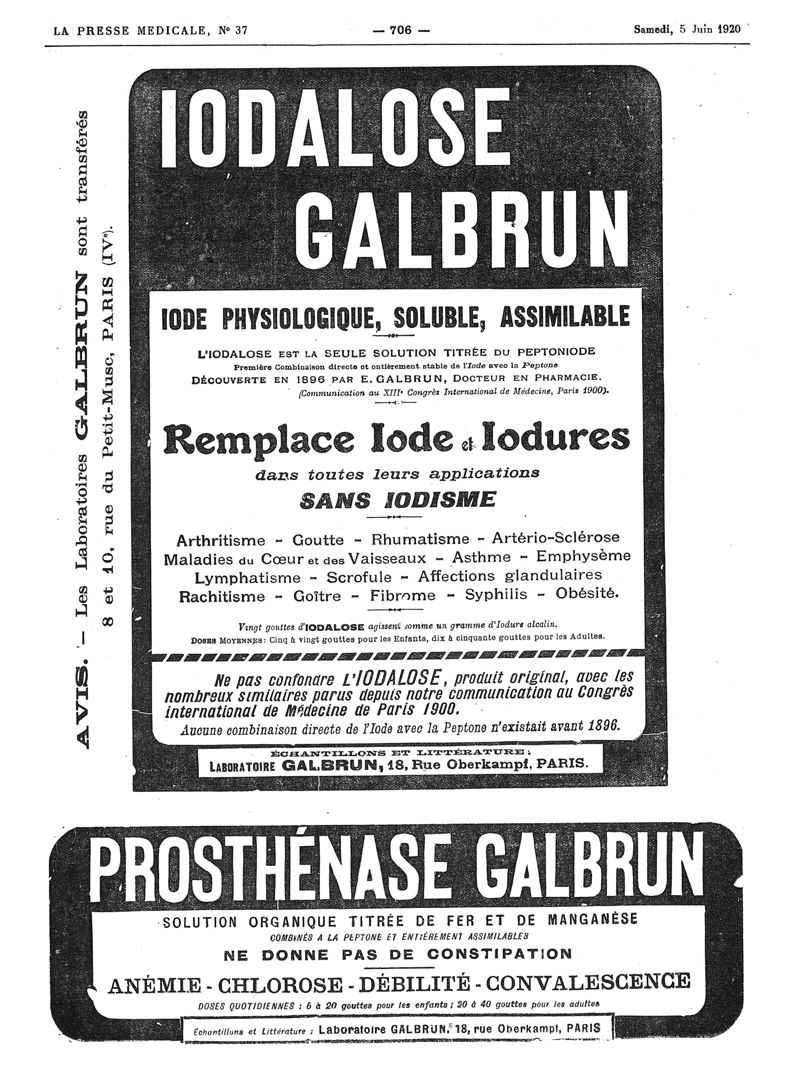 LA PRESSE MEDICALE, N° 37
— 706 —
Samedi, 5 Juin 1920
AVIS. – Les Laboratoires GALBRUN sont transférés
8 et 10, rue du Petit-Musc, PARIS (IVe).
IODALOSE
GALBRUN
IODE PHYSIOLOGIQUE, SOLUBLE, ASSIMILABLE
L'IODALOSE EST LA SEULE SOLUTION TITRÉE DU PEPTONIODE
Première Combinaison directe et entièrement stable de l'Iode avec la Peptone
DÉCOUVERTE EN 1896 PAR E. GALBRUN, DOCTEUR EN PHARMACIE.
(Communication au XIIIe Congrès International de Médecine, Paris 1900).
Remplace Iode et Iodures
dans toutes leurs applications
SANS IODISME
Arthritisme – Goutte – Rhumatisme – Artério-Sclérose
Maladies du Cœur et des Vaisseaux – Asthme – Emphysème
Lymphatisme – Scrofule – Affections glandulaires
Rachitisme – Goître – Fibrome – Syphilis – Obésité.
Vingt gouttes d'IODALOSE agissent comme un gramme d'Iodure alcalin.
DOSES MOYENNES: Cinq à vingt gouttes pour les Enfants, dix à cinquante gouttes pour les Adultes.
Ne pas confondre L'IODALOSE, produit original, avec les
nombreux similaires parus depuis notre communication au Congrès
international de Médecine de Paris 1900.
Aucune combinaison directe de l'Iode avec la Peptone n'existait avant 1896.
ÉCHANTILLONS ET LITTÉRATURE:
LABORATOIRE GALBRUN, 18, Rue Oberkampf, PARIS.
PROSTHÉNASE GALBRUN
SOLUTION ORGANIQUE TITRÉE DE FER ET DE MANGANÈSE
COMBINÉS A LA PEPTONE ET ENTIÈREMENT ASSIMILABLES
NE DONNE PAS DE CONSTIPATION
ANÉMIE - CHLOROSE - DÉBILITÉ - CONVALESCENCE
DOSES QUOTIDIENNES : 5 à 20 gouttes pour les enfants; 20 à 40 gouttes pour les adultes
Échantillons et Littérature : Laboratoire GALBRUN, 18, rue Oberkampf, PARIS